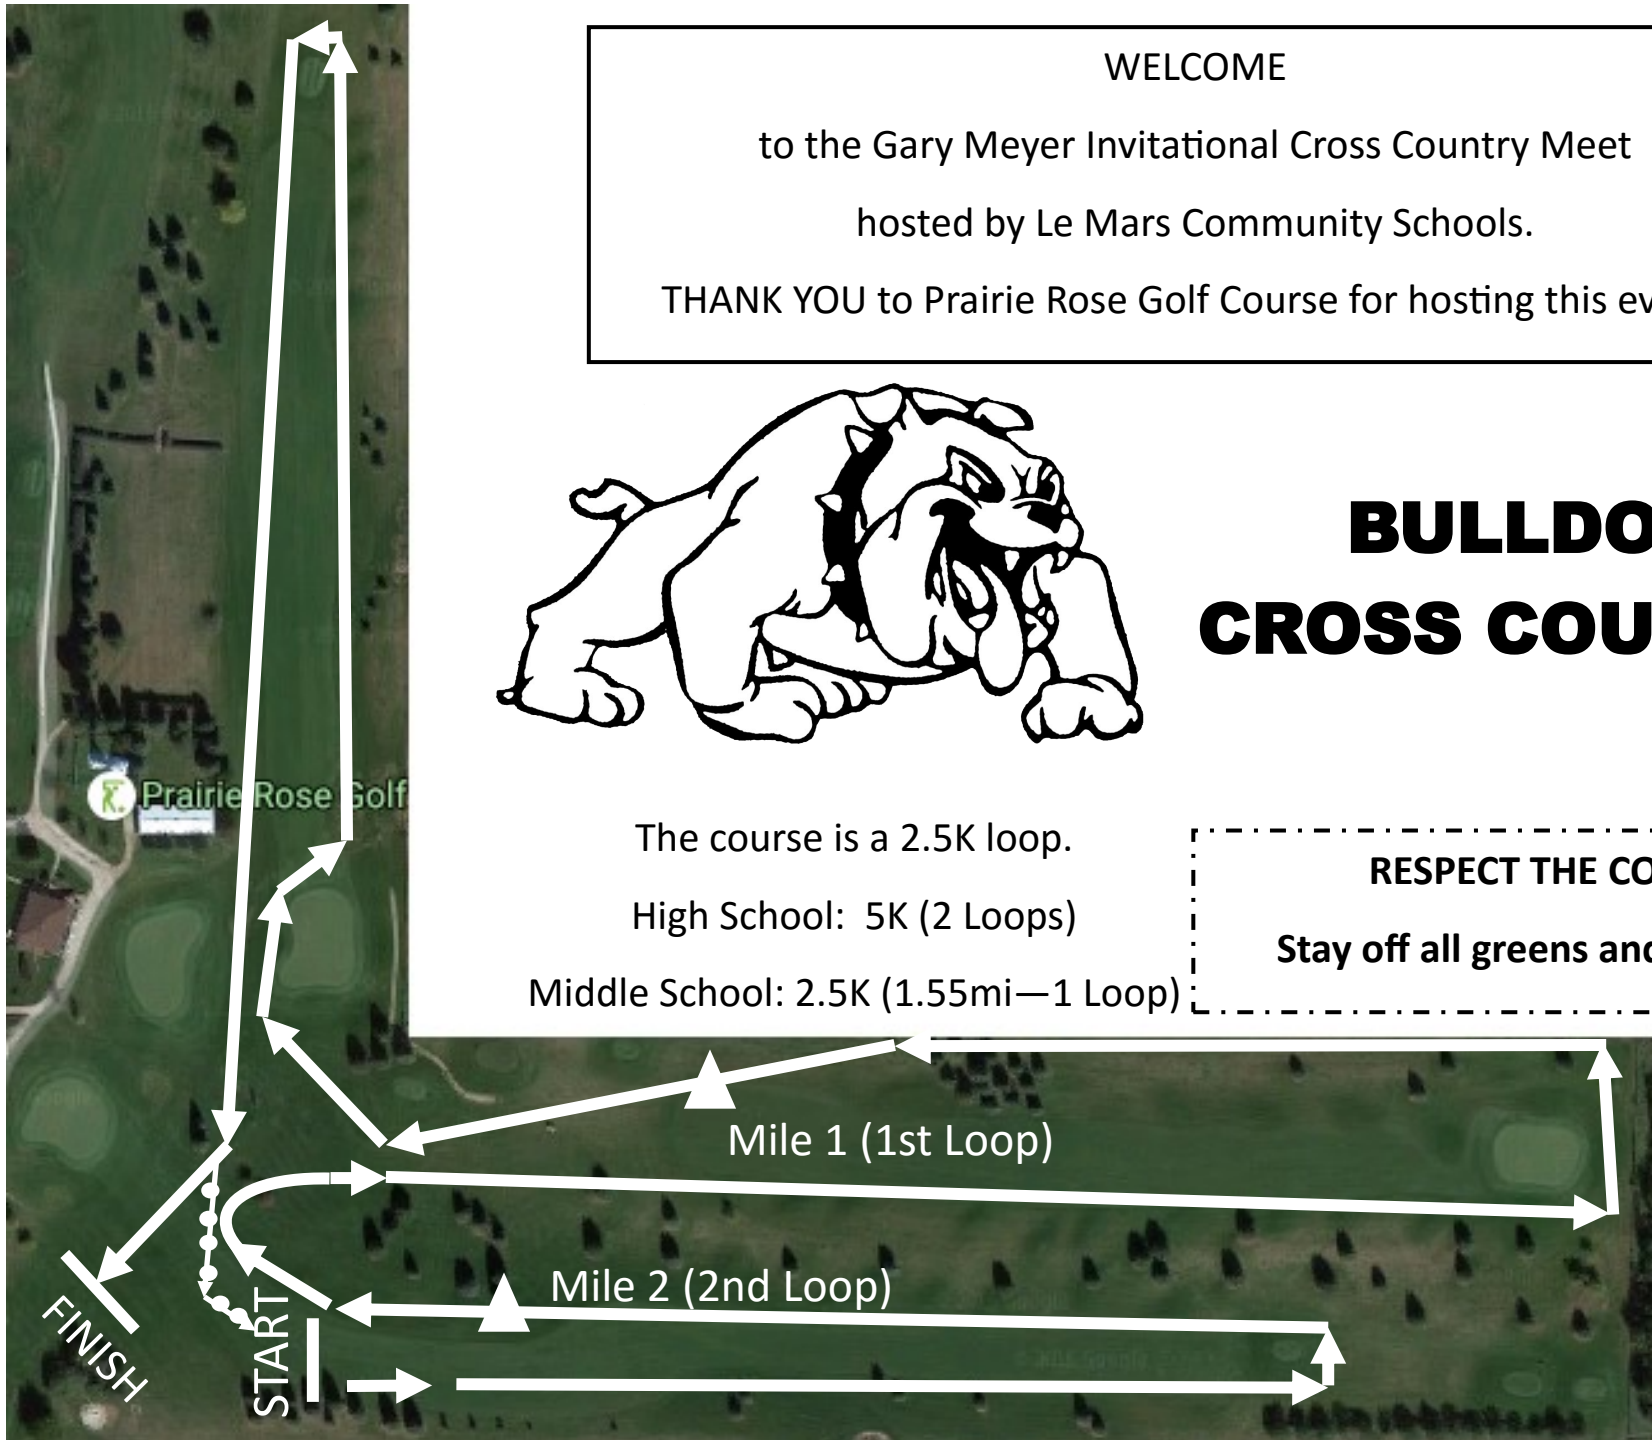 WELCOME
to the Gary Meyer Invitational Cross Country Meet
hosted by Le Mars Community Schools.
THANK YOU to Prairie Rose Golf Course for hosting this ev
BULLDO
CROSS COU
Prairie Rose Golf
The course is a 2.5K loop.
High School: 5K (2 Loops)
Middle School: 2.5K (1.55mi—1 Loop)
RESPECT THE CO
Stay off all greens and
Mile 1 (1st Loop)
Mile 2 (2nd Loop)
START
FINISH